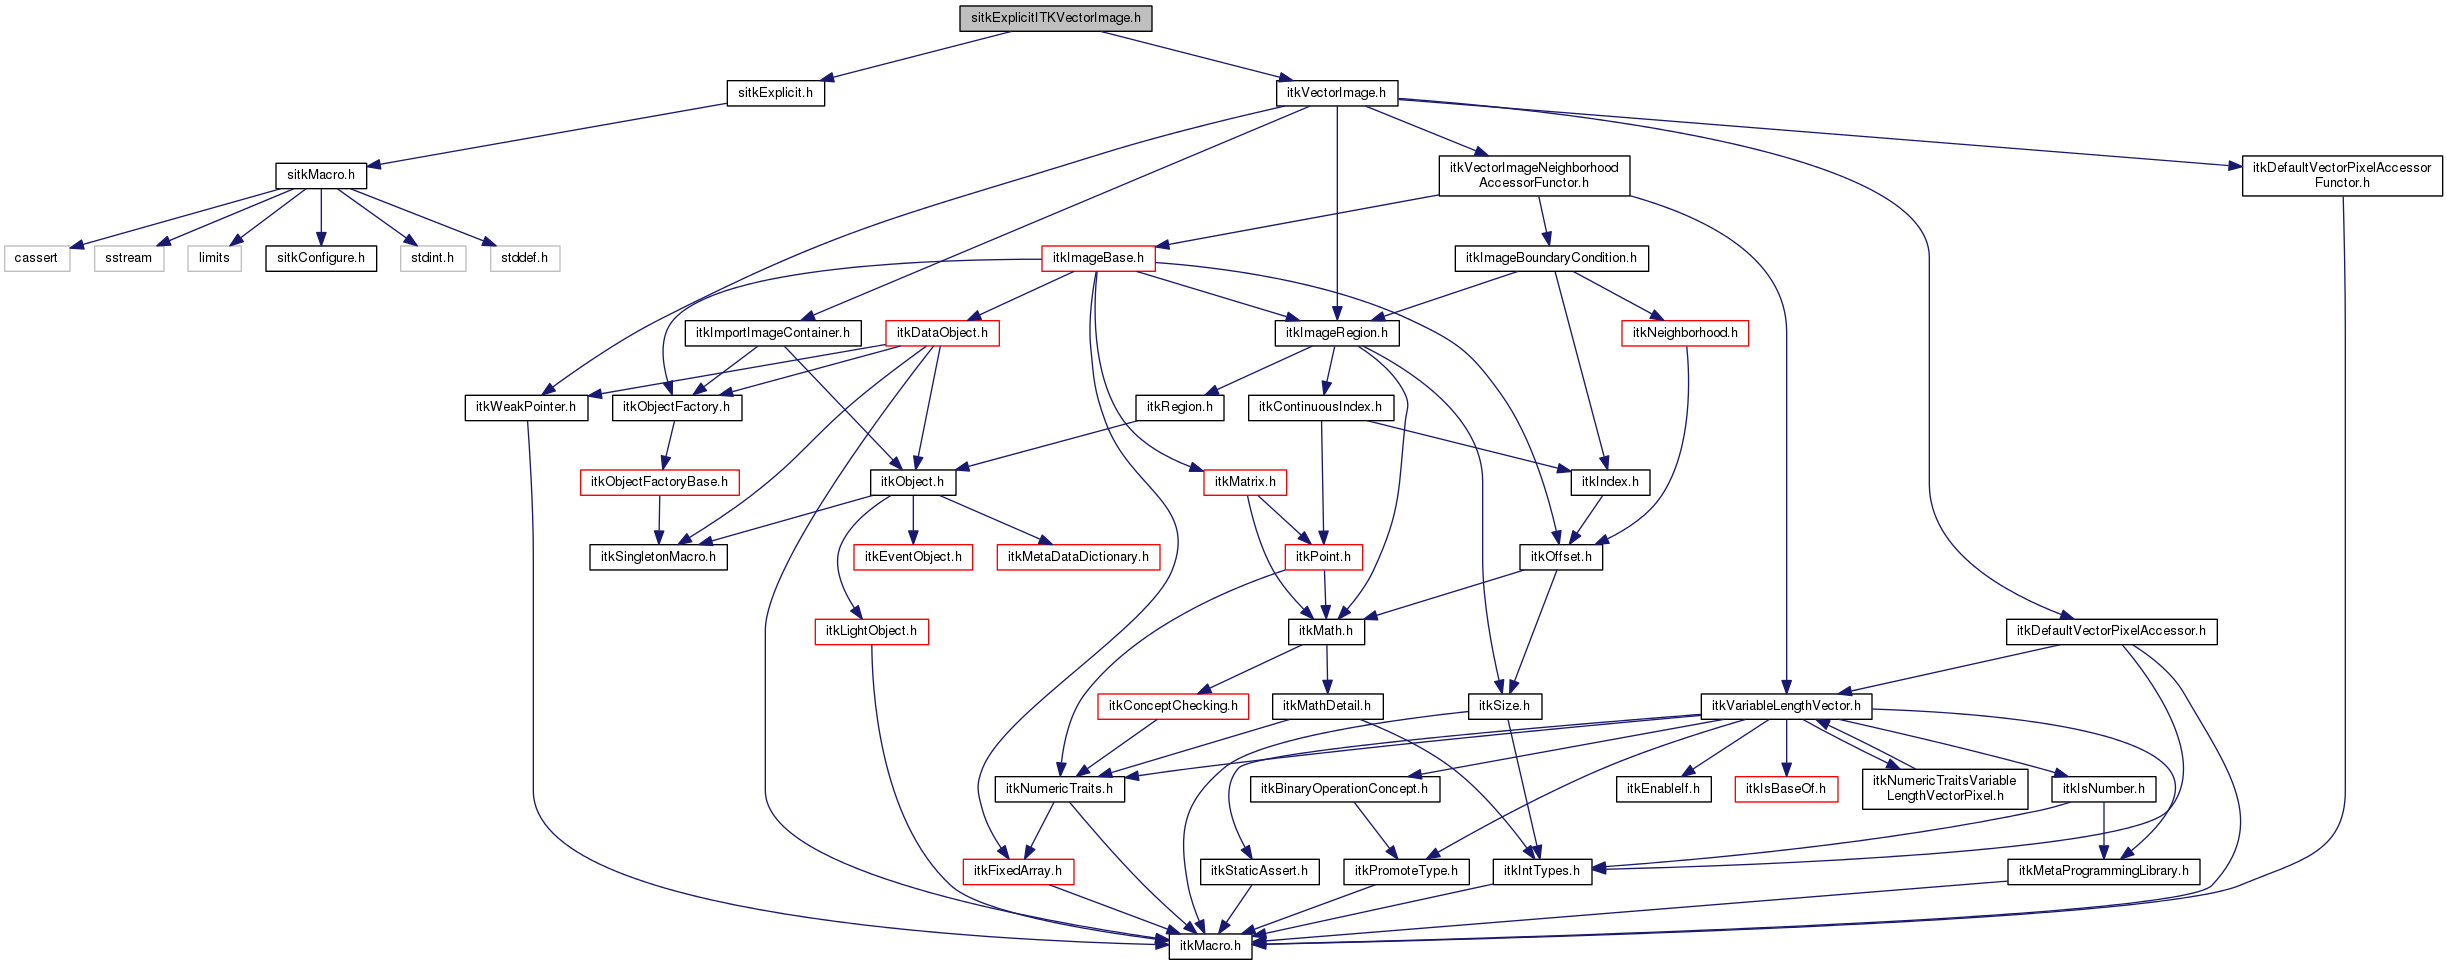 sitkExplicitITKVectorImage.h
sitkExplicit.h
itkVectorImage.h
sitkMacro.h
itkVectorImageNeighborhood
AccessorFunctor.h
itkDefaultVectorPixelAccessor
Functor.h
cassert
sstream
limits
sitkConfigure.h
stdint.h
stddef.h
itkImageBase.h
itkImageBoundaryCondition.h
itkImportImageContainer.h
itkDataObject.h
itkImageRegion.h
itkNeighborhood.h
itkWeakPointer.h
itkObjectFactory.h
itkRegion.h
itkContinuousIndex.h
itkObjectFactoryBase.h
itkObject.h
itkMatrix.h
itkIndex.h
itkSingletonMacro.h
itkEventObject.h
itkMetaDataDictionary.h
itkPoint.h
itkOffset.h
itkLightObject.h
itkMath.h
itkDefaultVectorPixelAccessor.h
itkConceptChecking.h
itkMathDetail.h
itkSize.h
itkVariableLengthVector.h
itkNumericTraits.h
itkBinaryOperationConcept.h
itkEnableIf.h
itkIsBaseOf.h
itkNumericTraitsVariable
LengthVectorPixel.h
itkIsNumber.h
itkFixedArray.h
itkStaticAssert.h
itkPromoteType.h
itkIntTypes.h
itkMetaProgrammingLibrary.h
itkMacro.h